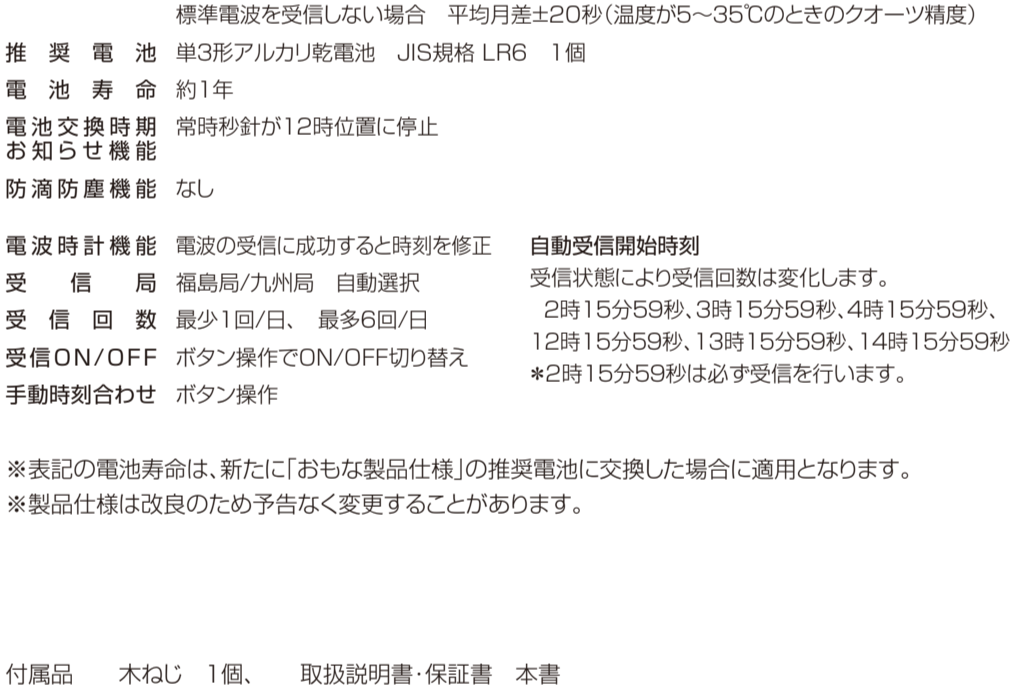 標準電波を受信しない場合　平均月差±20秒(温度が5～35℃のときのクオーツ精度)
推奨電池　単3形アルカリ乾電池　JIS規格 LR6　1個
電池寿命　約1年
電池交換時期　常時秒針が12時位置に停止
お知らせ機能
防滴防塵機能　なし
電波時計機能　電波の受信に成功すると時刻を修正
受信局　福島局/九州局　自動選択
受信回数　最少1回/日、　最多6回/日
受信ON/OFF　ボタン操作でON/OFF切り替え
手動時刻合わせ　ボタン操作
自動受信開始時刻
受信状態により受信回数は変化します。
2時15分59秒、3時15分59秒、4時15分59秒、
12時15分59秒、13時15分59秒、14時15分59秒
＊2時15分59秒は必ず受信を行います。
※表記の電池寿命は、新たに「おもな製品仕様」の推奨電池に交換した場合に適用となります。
※製品仕様は改良のため予告なく変更することがあります。
付属品　　木ねじ　1個、　　取扱説明書・保証書　本書